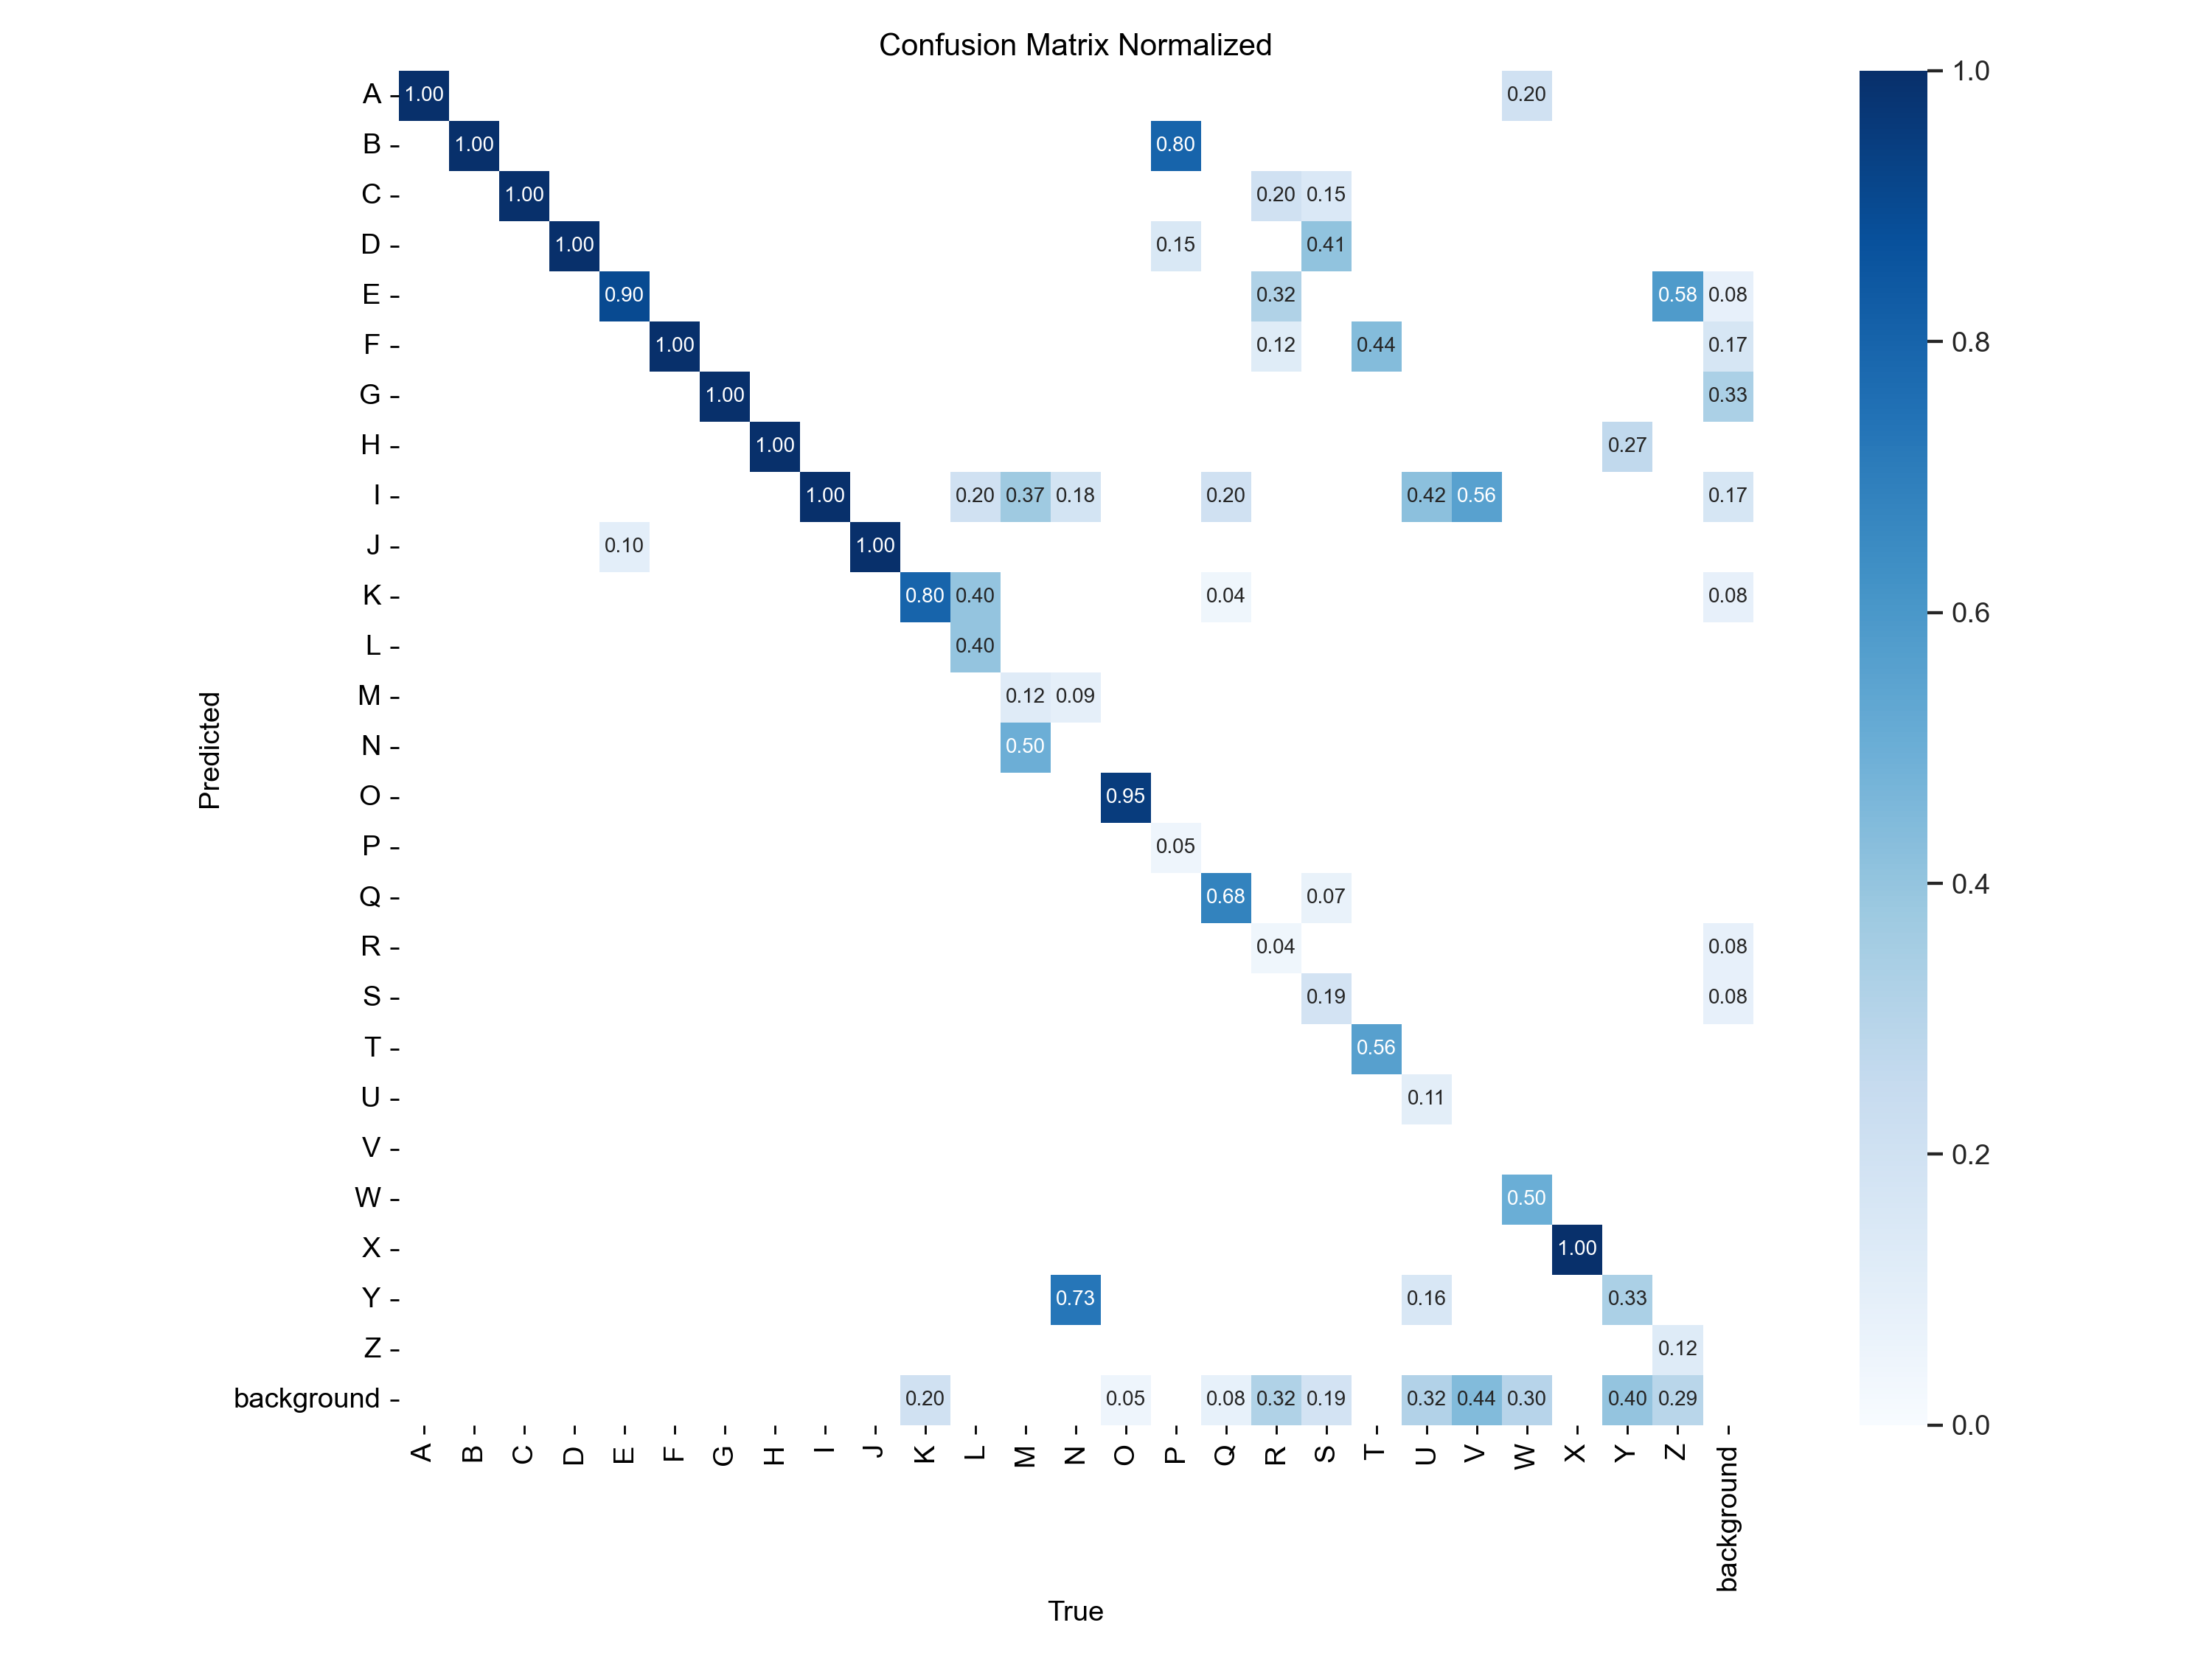 Confusion Matrix Normalized
A 1.00 0.20 1.0
B 1.00 0.80
C 1.00 0.20 0.15
D 1.00 0.15 0.41
E 0.90 0.32 0.58 0.08
F 1.00 0.12 0.44 0.17 0.8
G 1.00 0.33
H 1.00 0.27
I 1.00 0.20 0.37 0.18 0.20 0.42 0.56 0.17
J 0.10 1.00
K 0.80 0.40 0.04 0.08 0.6
L 0.40
M 0.12 0.09
Predicted
N 0.50
O 0.95
P 0.05
Q 0.68 0.07 0.4
R 0.04 0.08
S 0.19 0.08
T 0.56
U 0.11
V 0.2
W 0.50
X 1.00
Y 0.73 0.16 0.33
Z 0.12
background 0.20 0.05 0.08 0.32 0.19 0.32 0.44 0.30 0.40 0.29 0.0
A B C D E F G H I J K L M N O P Q R S T U V W X Y Z background
True